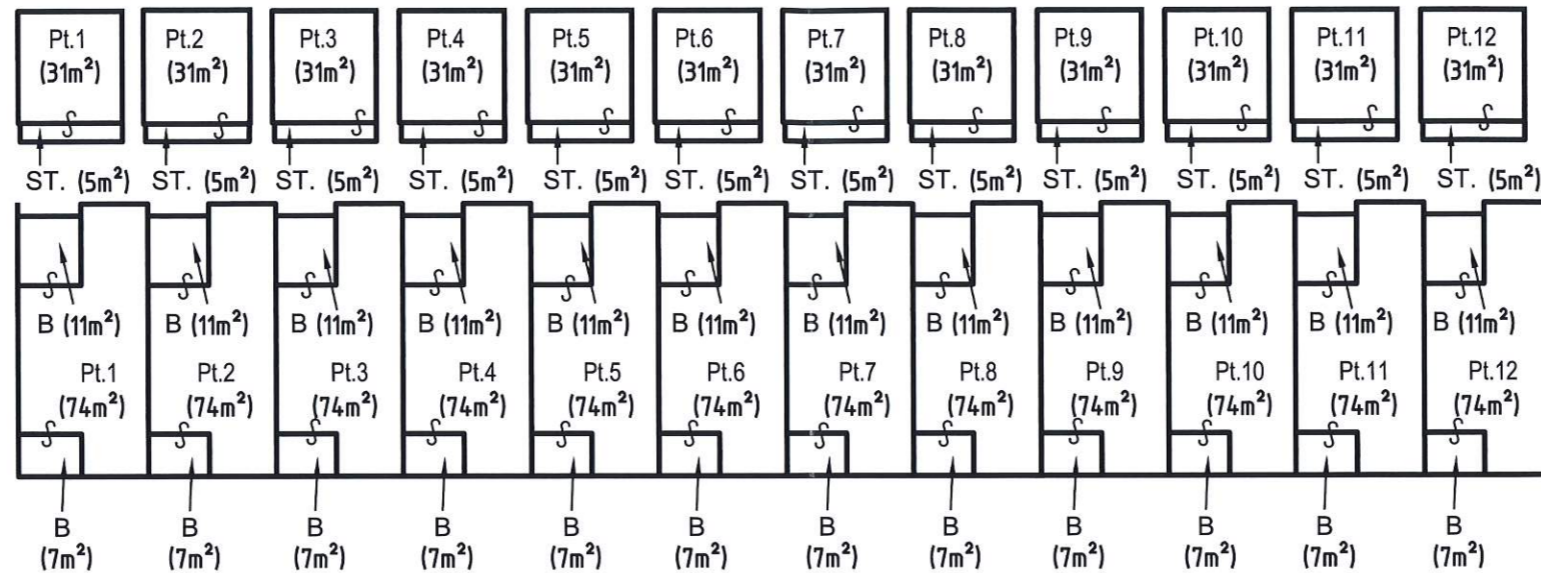 Pt.1 Pt.2 Pt.3 Pt.4 Pt.5 Pt.6 Pt.7 Pt.8 Pt.9 Pt.10 Pt.11 Pt.12
(31m²) (31m²) (31m²) (31m²) (31m²) (31m²) (31m²) (31m²) (31m²) (31m²) (31m²) (31m²)
ST. (5m²) ST. (5m²) ST. (5m²) ST. (5m²) ST. (5m²) ST. (5m²) ST. (5m²) ST. (5m²) ST. (5m²) ST. (5m²) ST. (5m²) ST. (5m²)
B (11m²) B (11m²) B (11m²) B (11m²) B (11m²) B (11m²) B (11m²) B (11m²) B (11m²) B (11m²) B (11m²) B (11m²)
Pt.1 Pt.2 Pt.3 Pt.4 Pt.5 Pt.6 Pt.7 Pt.8 Pt.9 Pt.10 Pt.11 Pt.12
(74m²) (74m²) (74m²) (74m²) (74m²) (74m²) (74m²) (74m²) (74m²) (74m²) (74m²) (74m²)
B B B B B B B B B B B B
(7m²) (7m²) (7m²) (7m²) (7m²) (7m²) (7m²) (7m²) (7m²) (7m²) (7m²) (7m²)